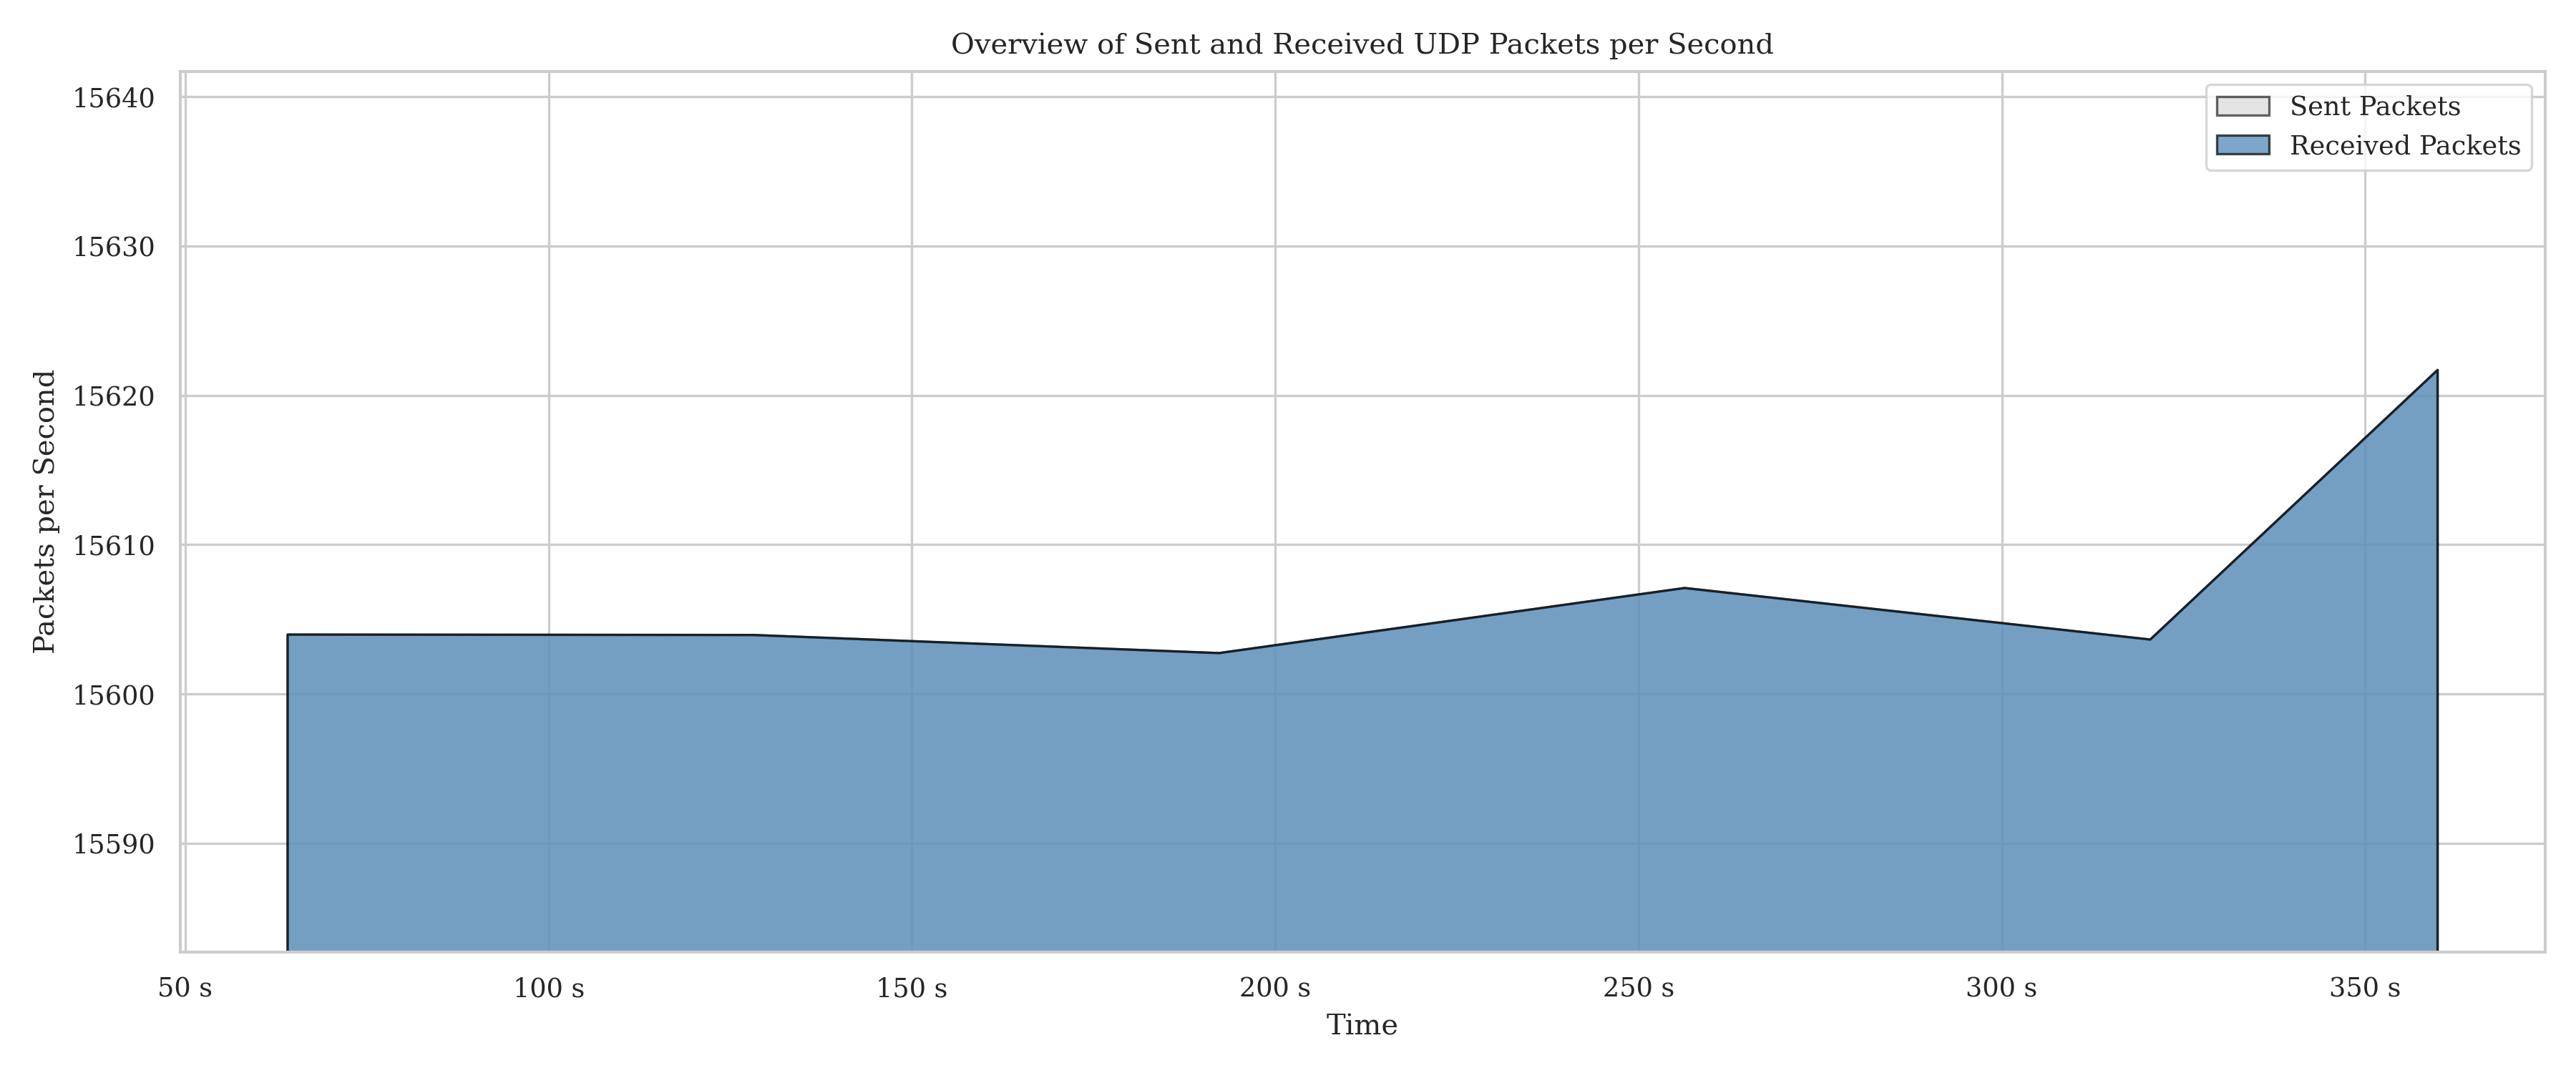 Overview of Sent and Received UDP Packets per Second
Sent Packets
Received Packets
Packets per Second
15640
15630
15620
15610
15600
15590
50 s
100 s
150 s
200 s
250 s
300 s
350 s
Time